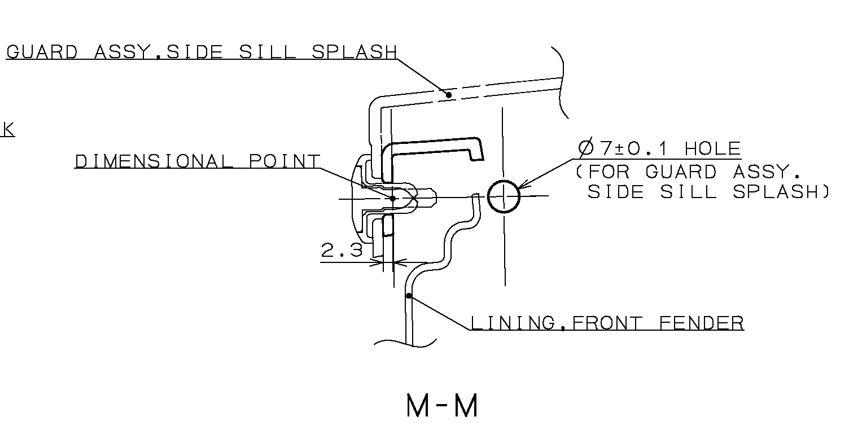 GUARD ASSY.SIDE SILL SPLASH
K
DIMENSIONAL POINT
Ø7±0.1 HOLE
(FOR GUARD ASSY.
SIDE SILL SPLASH)
2.3
LINING.FRONT FENDER
M-M